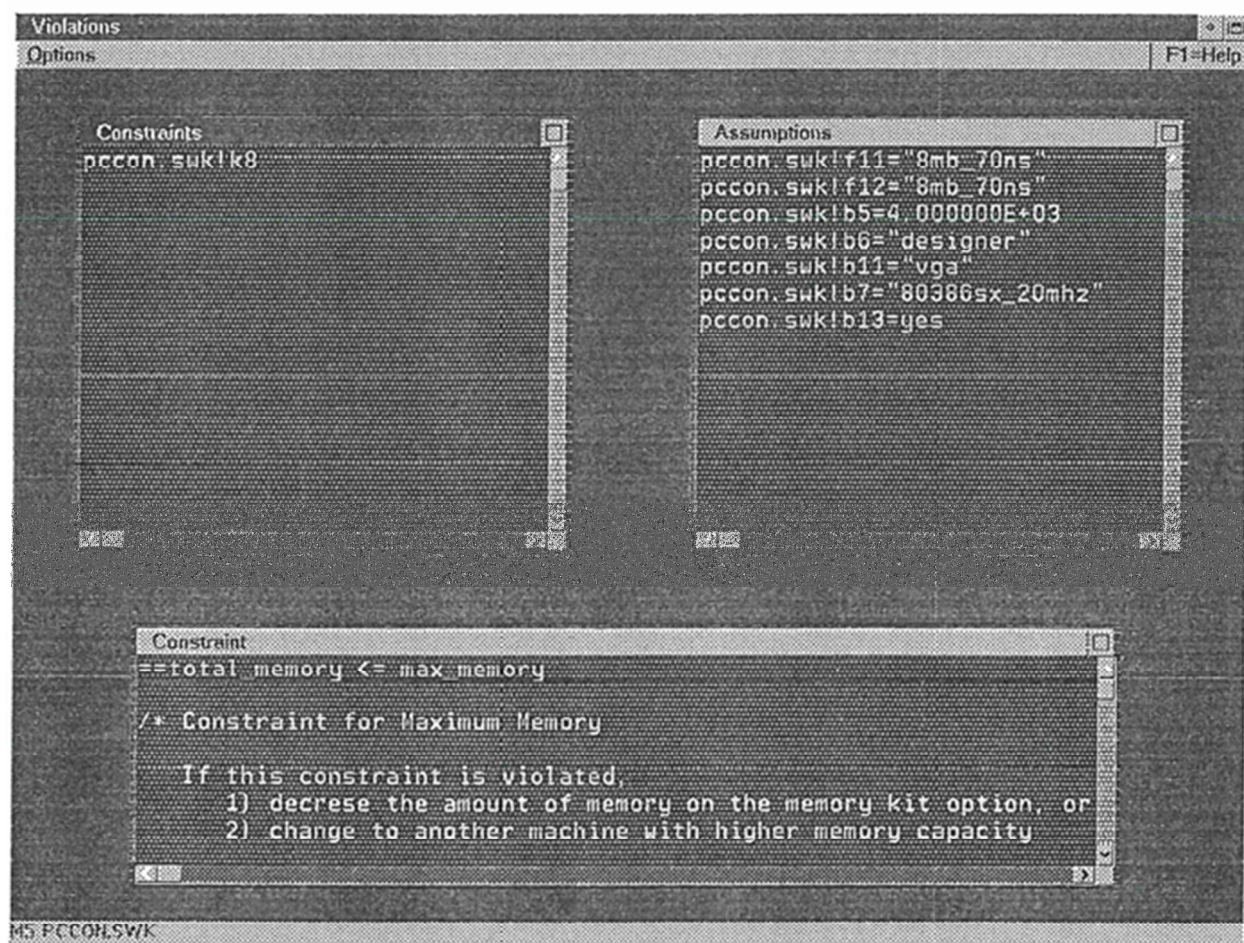 Violations
Options F1=Help
Constraints
pccon.swk!k8
Assumptions
pccon.swk!f11="8mb_70ns"
pccon.swk!f12="8mb_70ns"
pccon.swk!b5=4.000000E+03
pccon.swk!b6="designer"
pccon.swk!b11="vga"
pccon.swk!b7="80386sx_20mhz"
pccon.swk!b13=yes
Constraint
==total_memory <= max_memory
/* Constraint for Maximum Memory
If this constraint is violated,
1) decrese the amount of memory on the memory kit option, or
2) change to another machine with higher memory capacity
M5 PCCON.SWK